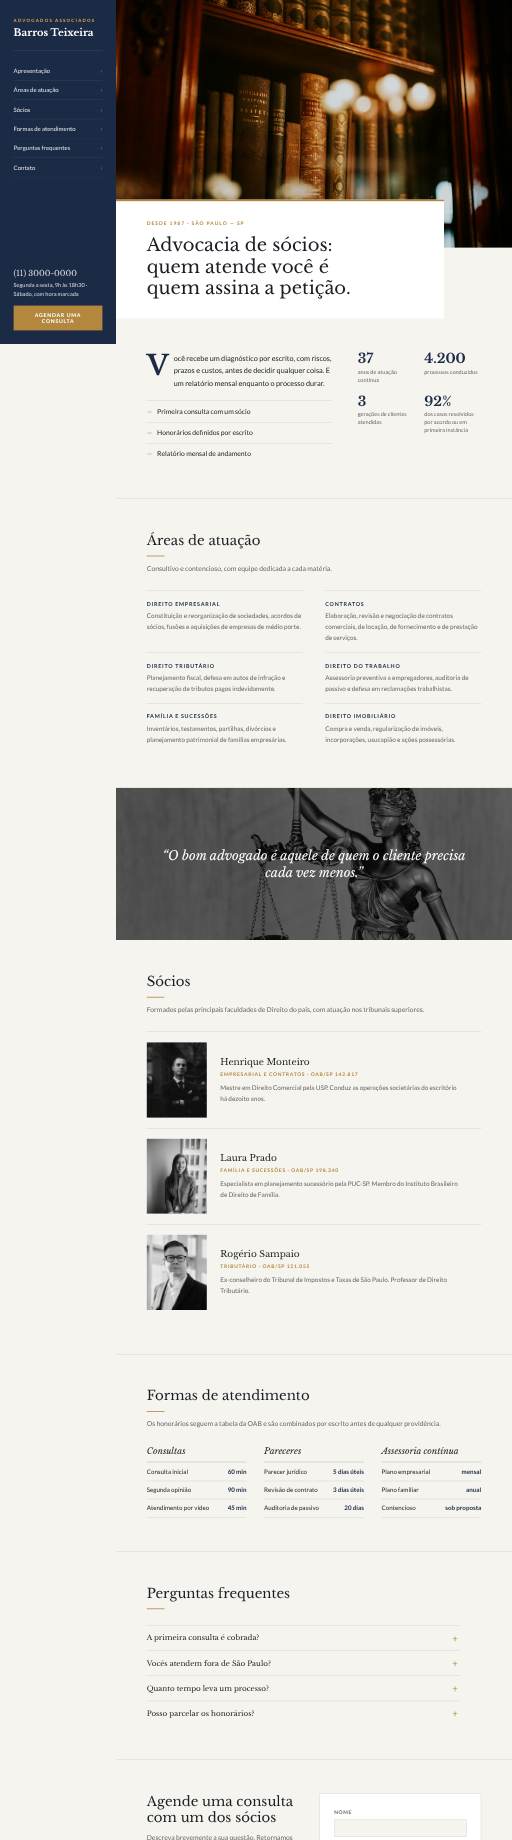 ADVOGADOS ASSOCIADOS
Barros Teixeira
Apresentação
Áreas de atuação
Sócios
Formas de atendimento
Perguntas frequentes
Contato
(11) 3000-0000
Segunda a sexta, 9h às 18h30 ·
Sábado, com hora marcada
AGENDAR UMA
CONSULTA
DESDE 1987 · SÃO PAULO — SP
Advocacia de sócios:
quem atende você é
quem assina a petição.
Você recebe um diagnóstico por escrito, com riscos,
prazos e custos, antes de decidir qualquer coisa. E
um relatório mensal enquanto o processo durar.
— Primeira consulta com um sócio
— Honorários definidos por escrito
— Relatório mensal de andamento
37
anos de atuação
contínua
4.200
processos conduzidos
3
gerações de clientes
atendidas
92%
dos casos resolvidos
por acordo ou em
primeira instância
Áreas de atuação
Consultivo e contencioso, com equipe dedicada a cada matéria.
DIREITO EMPRESARIAL
Constituição e reorganização de sociedades, acordos de
sócios, fusões e aquisições de empresas de médio porte.
CONTRATOS
Elaboração, revisão e negociação de contratos
comerciais, de locação, de fornecimento e de prestação
de serviços.
DIREITO TRIBUTÁRIO
Planejamento fiscal, defesa em autos de infração e
recuperação de tributos pagos indevidamente.
DIREITO DO TRABALHO
Assessoria preventiva a empregadores, auditoria de
passivo e defesa em reclamações trabalhistas.
FAMÍLIA E SUCESSÕES
Inventários, testamentos, partilhas, divórcios e
planejamento patrimonial de famílias empresárias.
DIREITO IMOBILIÁRIO
Compra e venda, regularização de imóveis,
incorporações, usucapião e ações possessórias.
“O bom advogado é aquele de quem o cliente precisa
cada vez menos.”
Sócios
Formados pelas principais faculdades de Direito do país, com atuação nos tribunais superiores.
Henrique Monteiro
EMPRESARIAL E CONTRATOS · OAB/SP 142.817
Mestre em Direito Comercial pela USP. Conduz as operações societárias do escritório
há dezoito anos.
Laura Prado
FAMÍLIA E SUCESSÕES · OAB/SP 198.340
Especialista em planejamento sucessório pela PUC-SP. Membro do Instituto Brasileiro
de Direito de Família.
Rogério Sampaio
TRIBUTÁRIO · OAB/SP 121.055
Ex-conselheiro do Tribunal de Impostos e Taxas de São Paulo. Professor de Direito
Tributário.
Formas de atendimento
Os honorários seguem a tabela da OAB e são combinados por escrito antes de qualquer providência.
Consultas
Consulta inicial 60 min
Segunda opinião 90 min
Atendimento por vídeo 45 min
Pareceres
Parecer jurídico 5 dias úteis
Revisão de contrato 3 dias úteis
Auditoria de passivo 20 dias
Assessoria contínua
Plano empresarial mensal
Plano familiar anual
Contencioso sob proposta
Perguntas frequentes
A primeira consulta é cobrada? +
Vocês atendem fora de São Paulo? +
Quanto tempo leva um processo? +
Posso parcelar os honorários? +
Agende uma consulta
com um dos sócios
Descreva brevemente a sua questão. Retornamos
NOME